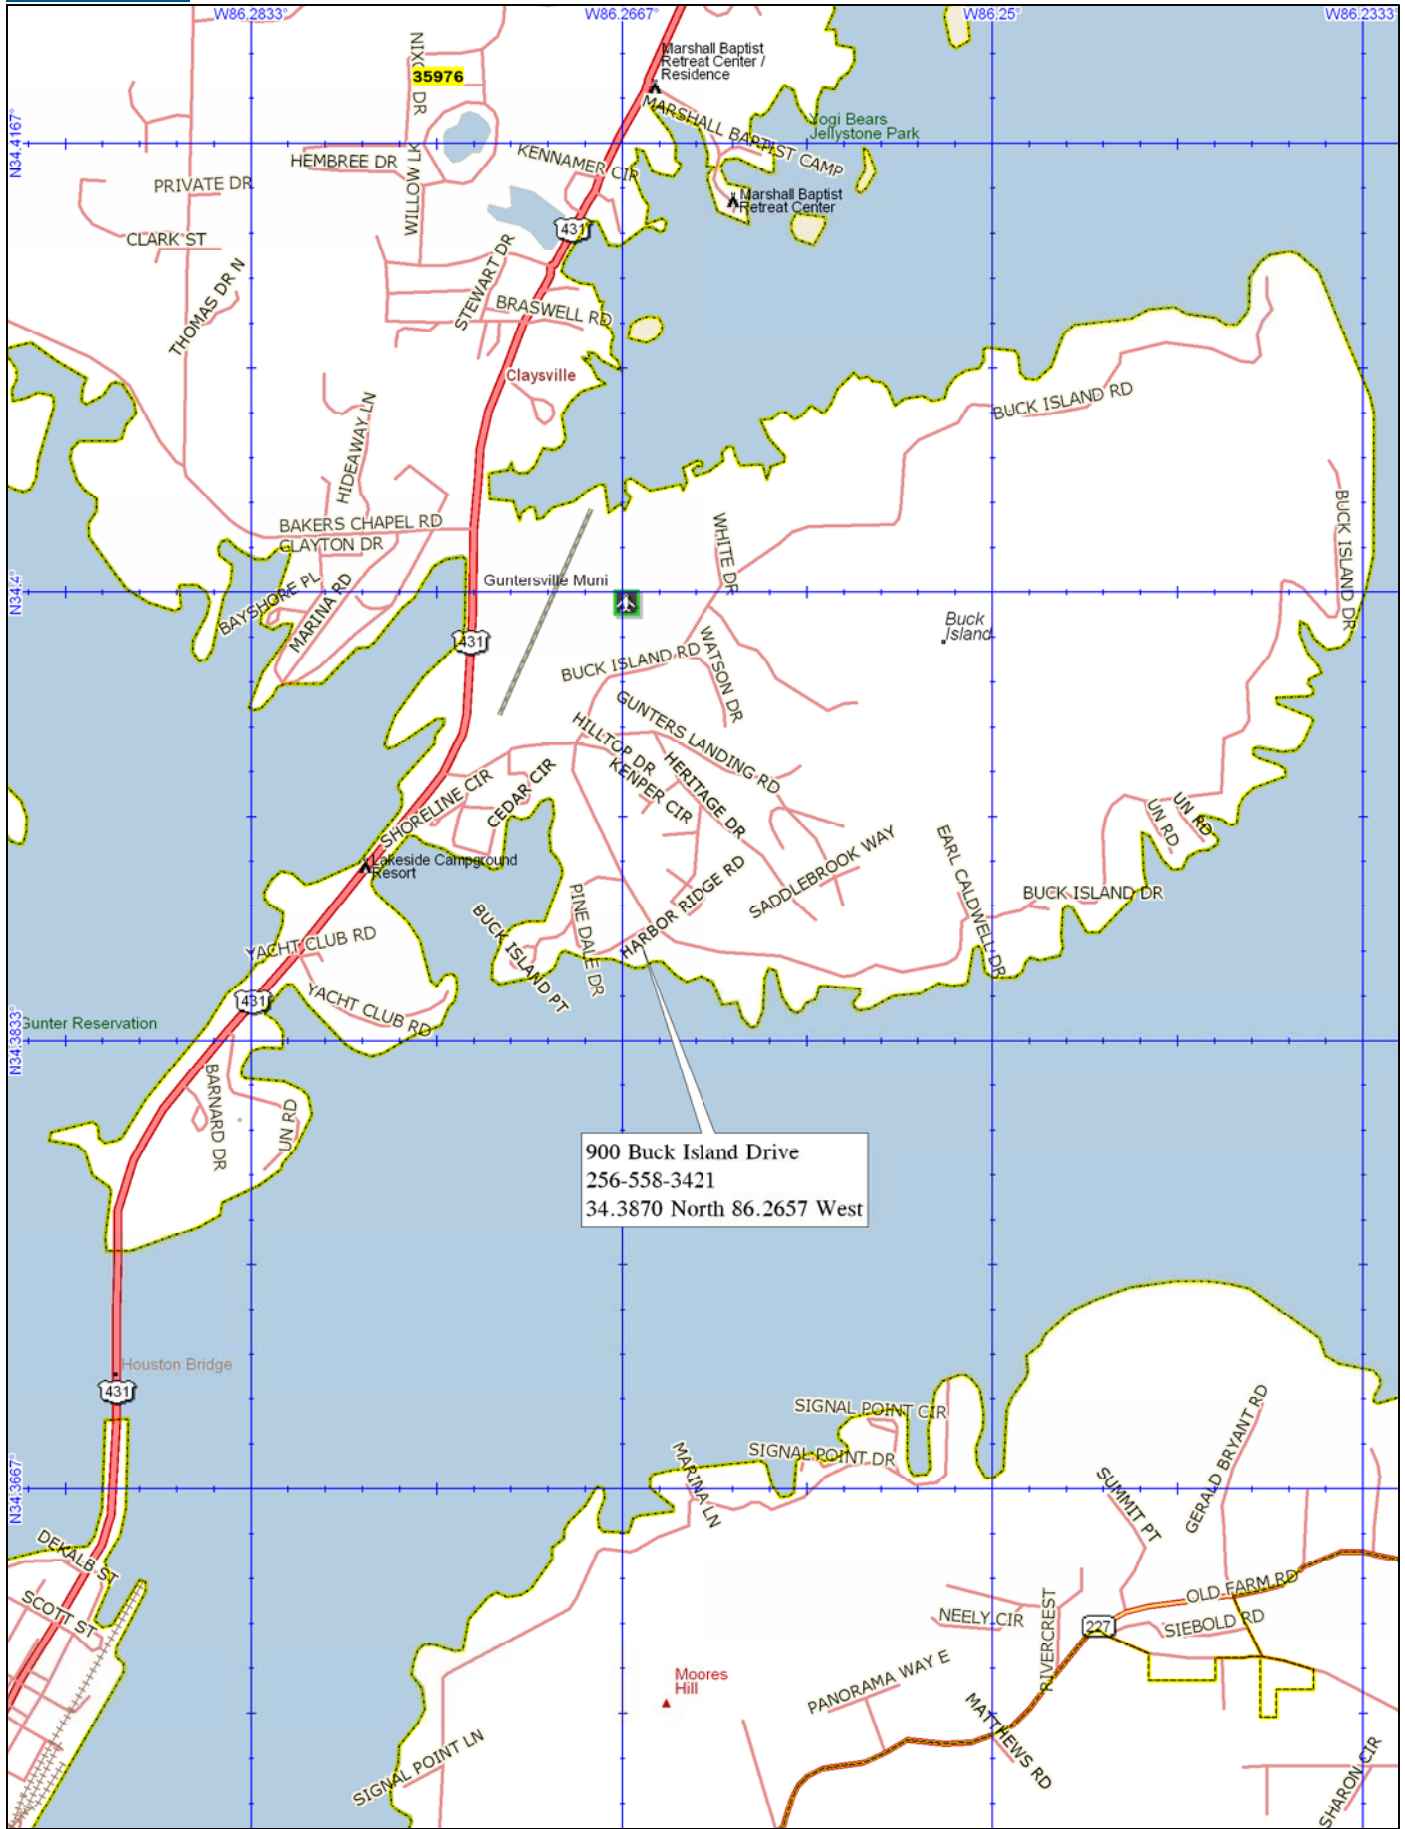 W86.2833°
W86.2667°
W86.25°
W86.2333°
Marshall Baptist
Retreat Center /
Residence
NIXO DR
35976
MARSHALL BAPTIST CAMP
Yogi Bears
Jellystone Park
N34.4167°
HEMBREE DR
WILLOW LK
KENNAMER CIR
PRIVATE DR
Marshall Baptist
Retreat Center
431
CLARK ST
STEWART DR
THOMAS DR N
BRASWELL RD
Claysville
BUCK ISLAND RD
HIDEAWAY LN
BAKERS CHAPEL RD
CLAYTON DR
WHITE DR
BUCK ISLAND DR
N34.4°
Guntersville Muni
BAYSHORE PL
MARINA RD
431
Buck
Island
BUCK ISLAND RD
WATSON DR
GUNTERS LANDING RD
HILLTOP DR
KENPER CIR
HERITAGE DR
SHORELINE CIR
CEDAR CIR
UN RD
UN RD
Lakeside Campground
Resort
EARL CALDWELL DR
SADDLEBROOK WAY
BUCK ISLAND DR
PINE DALE DR
HARBOR RIDGE RD
BUCK ISLAND PT
YACHT CLUB RD
431
YACHT CLUB RD
Gunter Reservation
N34.3833°
BARNARD DR
UN RD
900 Buck Island Drive
256-558-3421
34.3870 North 86.2657 West
Houston Bridge
431
SIGNAL POINT CIR
SIGNAL POINT DR
MARINA LN
GERALD BRYANT RD
SUMMIT PT
N34.3667°
DEKALB ST
SCOTT ST
OLD FARM RD
NEELY CIR
RIVERCREST
227
SIEBOLD RD
Moores
Hill
PANORAMA WAY E
MATTHEWS RD
SIGNAL POINT LN
SHARON CIR